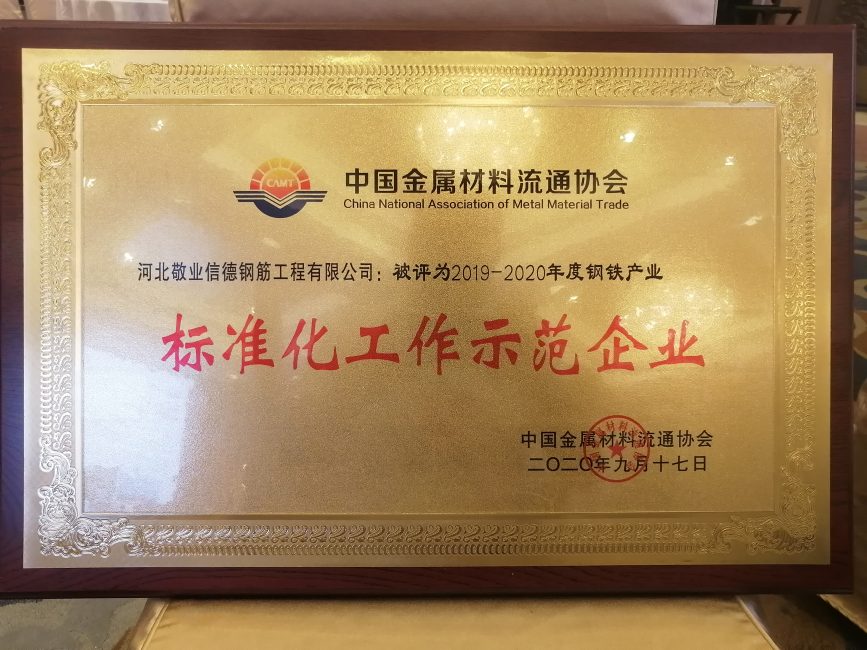 CAMT
中国金属材料流通协会
China National Association of Metal Material Trade
河北敬业信德钢筋工程有限公司：被评为2019-2020年度钢铁产业
标准化工作示范企业
中国金属材料流通协会
二〇二〇年九月十七日